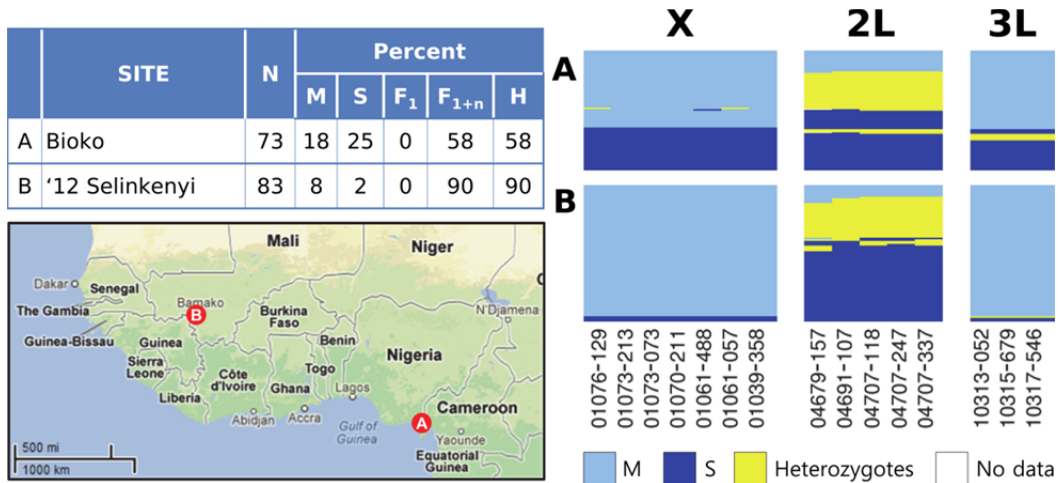 SITE N Percent
M S F1 F1+n H
A Bioko 73 18 25 0 58 58
B ‘12 Selinkenyi 83 8 2 0 90 90
Mali
Niger
Dakar
Senegal
The Gambia
Bamako
B
Burkina
Faso
N'Djamena
Guinea-Bissau
Guinea
Benin
Nigeria
Sierra
Leone
Côte
d'Ivoire
Togo
Ghana
Liberia
Lagos
Abidjan
Accra
Cameroon
A
Gulf of
Guinea
Yaounde
Equatorial
Guinea
500 mi
1000 km
X 2L 3L
A
B
01076-129
01073-213
01073-073
01070-211
01061-488
01061-057
01039-358
04679-157
04691-107
04707-118
04707-247
04707-337
10313-052
10315-679
10317-546
M S Heterozygotes No data